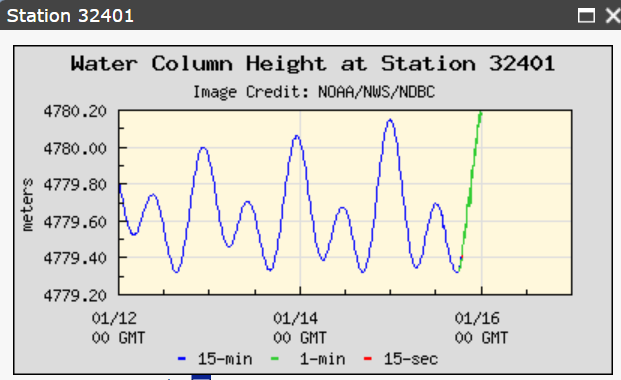 Station 32401
Water Column Height at Station 32401
Image Credit: NOAA/NWS/NDBC
4780.20
4780.00
4779.80
4779.60
4779.40
4779.20
meters
01/12 01/14 01/16
00 GMT 00 GMT 00 GMT
15-min 1-min 15-sec